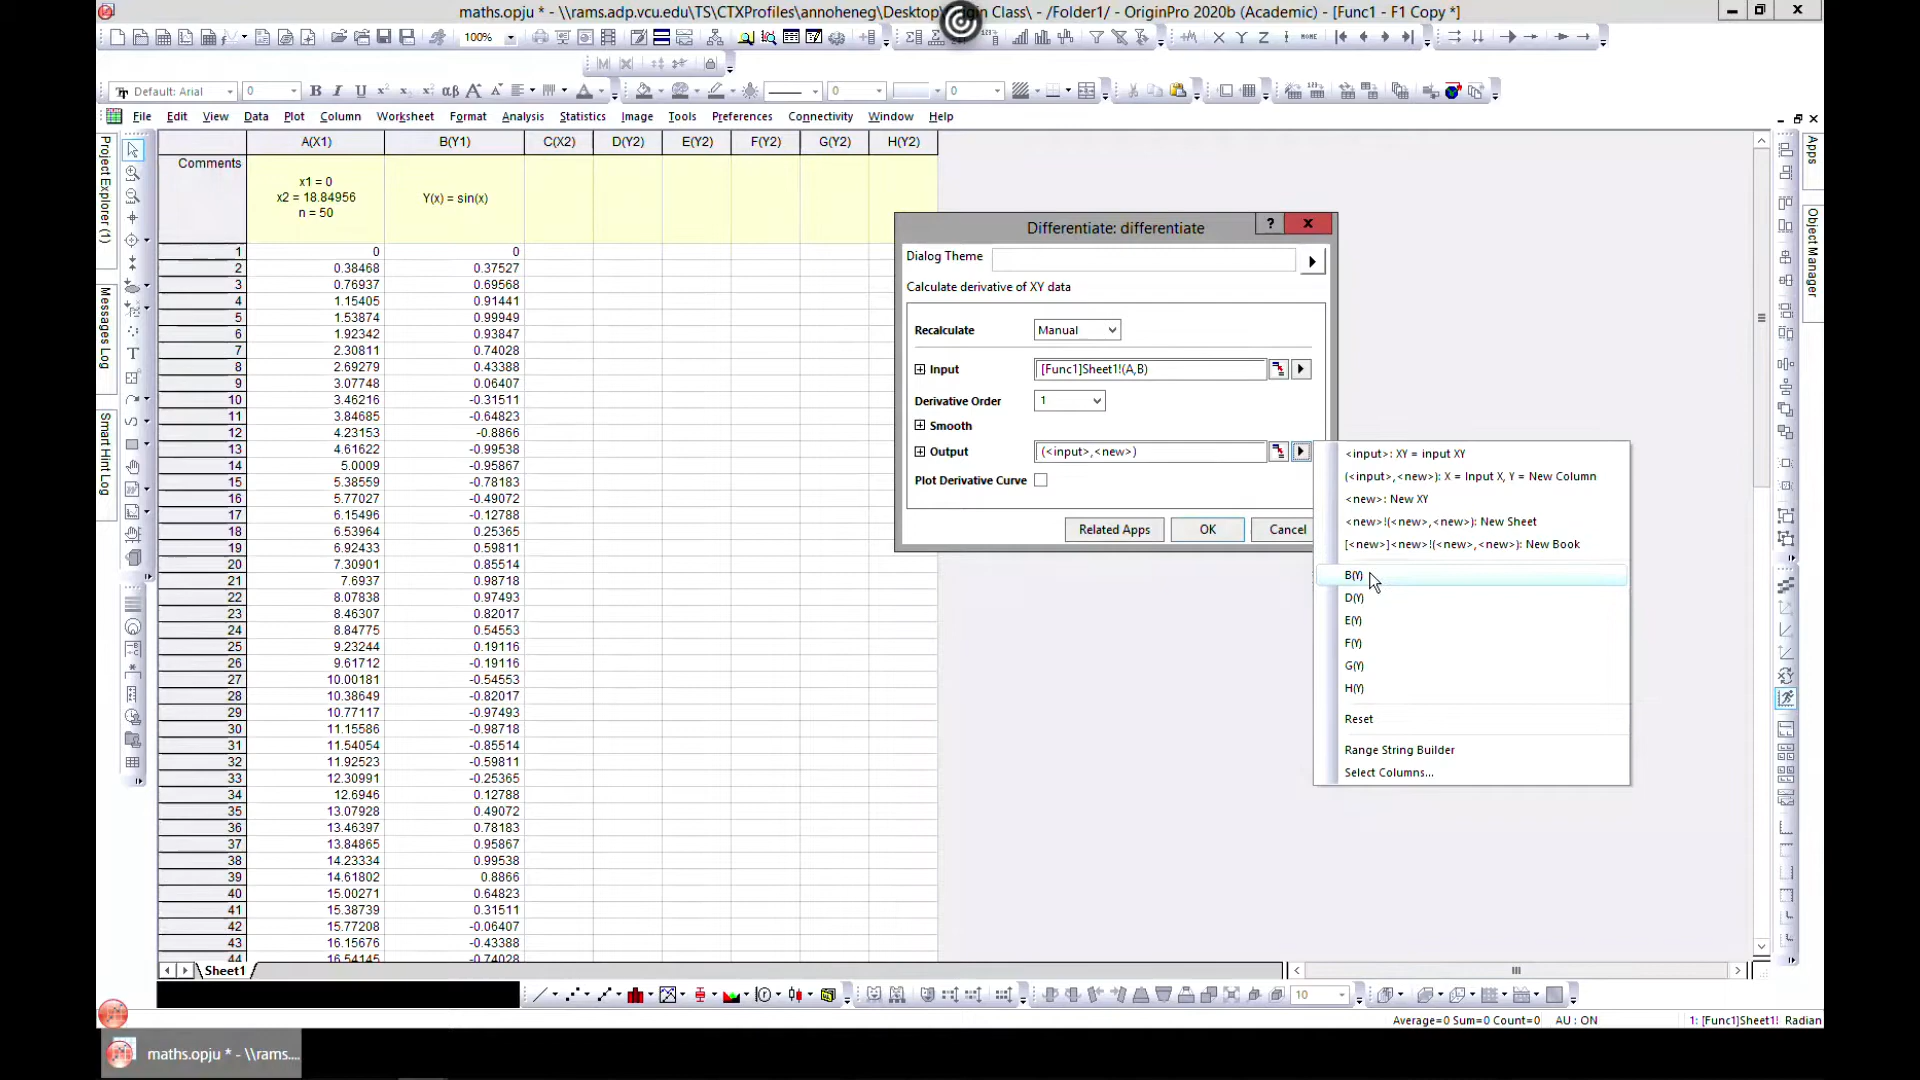 maths.opju * - \\rams.adp.vcu.edu\TS\CTXProfiles\annoheneg\Desktop\ in Class\ - /Folder1/ - OriginPro 2020b (Academic) - [Func1 - F1 Copy *]
100%
Default: Arial 0 B I U αβ A A 0 0
File Edit View Data Plot Column Worksheet Format Analysis Statistics Image Tools Preferences Connectivity Window Help
Project Explorer (1)
Messages Log
Smart Hint Log
Apps
Object Manager
A(X1) B(Y1) C(X2) D(Y2) E(Y2) F(Y2) G(Y2) H(Y2)
Comments
x1 = 0
x2 = 18.84956
n = 50
Y(x) = sin(x)
1 0 0
2 0.38468 0.37527
3 0.76937 0.69568
4 1.15405 0.91441
5 1.53874 0.99949
6 1.92342 0.93847
7 2.30811 0.74028
8 2.69279 0.43388
9 3.07748 0.06407
10 3.46216 -0.31511
11 3.84685 -0.64823
12 4.23153 -0.8866
13 4.61622 -0.99538
14 5.0009 -0.95867
15 5.38559 -0.78183
16 5.77027 -0.49072
17 6.15496 -0.12788
18 6.53964 0.25365
19 6.92433 0.59811
20 7.30901 0.85514
21 7.6937 0.98718
22 8.07838 0.97493
23 8.46307 0.82017
24 8.84775 0.54553
25 9.23244 0.19116
26 9.61712 -0.19116
27 10.00181 -0.54553
28 10.38649 -0.82017
29 10.77117 -0.97493
30 11.15586 -0.98718
31 11.54054 -0.85514
32 11.92523 -0.59811
33 12.30991 -0.25365
34 12.6946 0.12788
35 13.07928 0.49072
36 13.46397 0.78183
37 13.84865 0.95867
38 14.23334 0.99538
39 14.61802 0.8866
40 15.00271 0.64823
41 15.38739 0.31511
42 15.77208 -0.06407
43 16.15676 -0.43388
44 16.54145 -0.74028
Differentiate: differentiate
?
X
Dialog Theme
Calculate derivative of XY data
Recalculate Manual
Input [Func1]Sheet1!(A,B)
Derivative Order 1
Smooth
Output (<input>,<new>)
Plot Derivative Curve
Related Apps OK Cancel
<input>: XY = input XY
(<input>,<new>): X = Input X, Y = New Column
<new>: New XY
<new>!(<new>,<new>): New Sheet
[<new>]<new>!(<new>,<new>): New Book
B(Y)
D(Y)
E(Y)
F(Y)
G(Y)
H(Y)
Reset
Range String Builder
Select Columns...
Sheet1
10
Average=0 Sum=0 Count=0 AU : ON 1: [Func1]Sheet1! Radian
maths.opju * - \\rams....